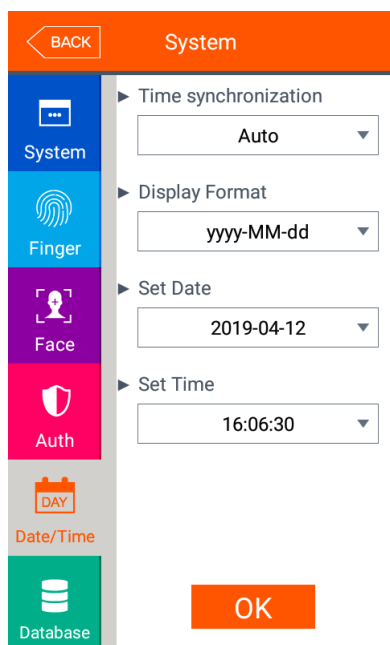 BACK
System
System
Finger
Face
Auth
DAY
Date/Time
Database
Time synchronization
Auto
Display Format
yyyy-MM-dd
Set Date
2019-04-12
Set Time
16:06:30
OK